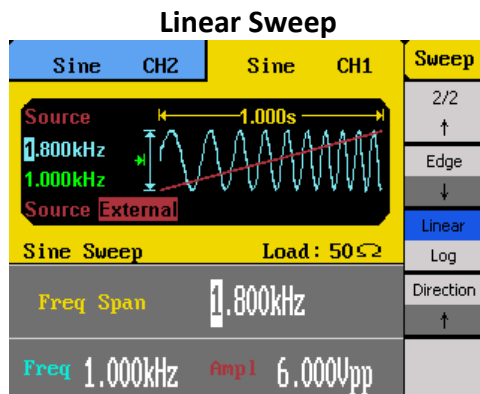 Linear Sweep
Sine CH2 Sine CH1 Sweep
2/2
↑
Source 1.000s
1.800kHz
Edge
1.000kHz
↓
Source External
Linear
Sine Sweep Load: 50Ω
Log
Freq Span 1.800kHz
Direction
↑
Freq 1.000kHz Ampl 6.000Vpp